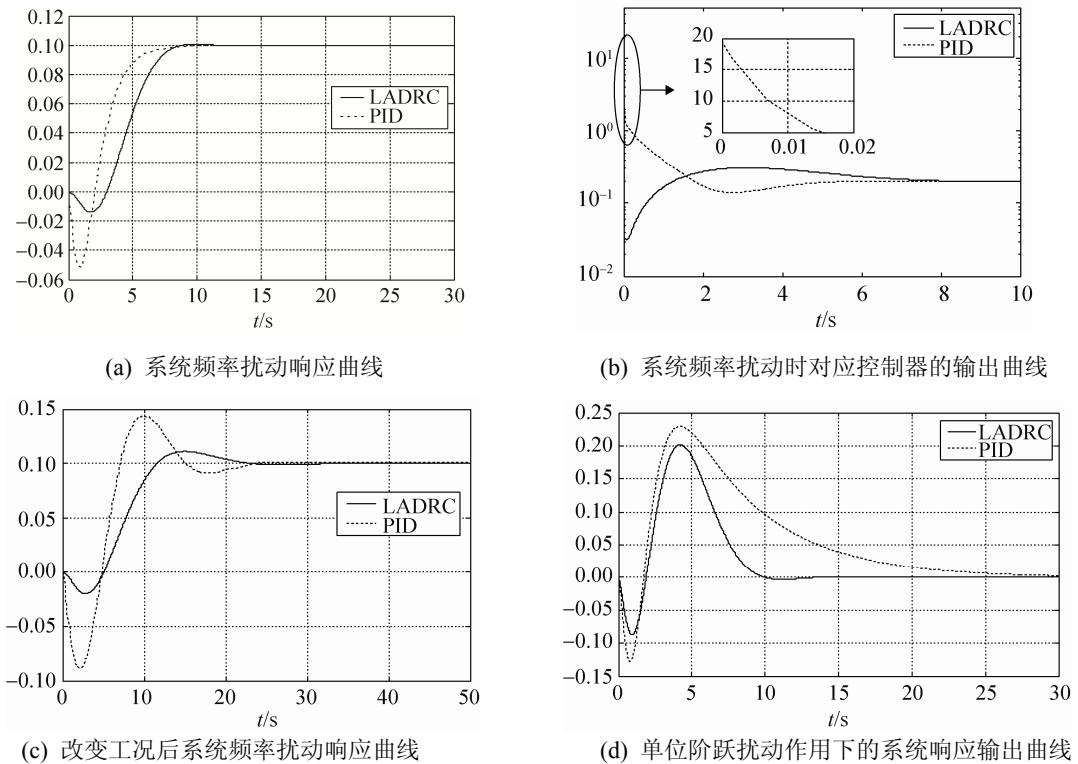 0.12
0.10
0.08
0.06
0.04
0.02
0.00
–0.02
–0.04
–0.06
0 5 10 15 20 25 30
t/s
LADRC
PID
(a) 系统频率扰动响应曲线
10¹
10⁰
10⁻¹
10⁻²
0 2 4 6 8 10
t/s
LADRC
PID
20
15
10
5
0 0.01 0.02
(b) 系统频率扰动时对应控制器的输出曲线
0.15
0.10
0.05
0.00
–0.05
–0.10
0 10 20 30 40 50
t/s
LADRC
PID
(c) 改变工况后系统频率扰动响应曲线
0.25
0.20
0.15
0.10
0.05
0.00
–0.05
–0.10
–0.15
0 5 10 15 20 25 30
t/s
LADRC
PID
(d) 单位阶跃扰动作用下的系统响应输出曲线